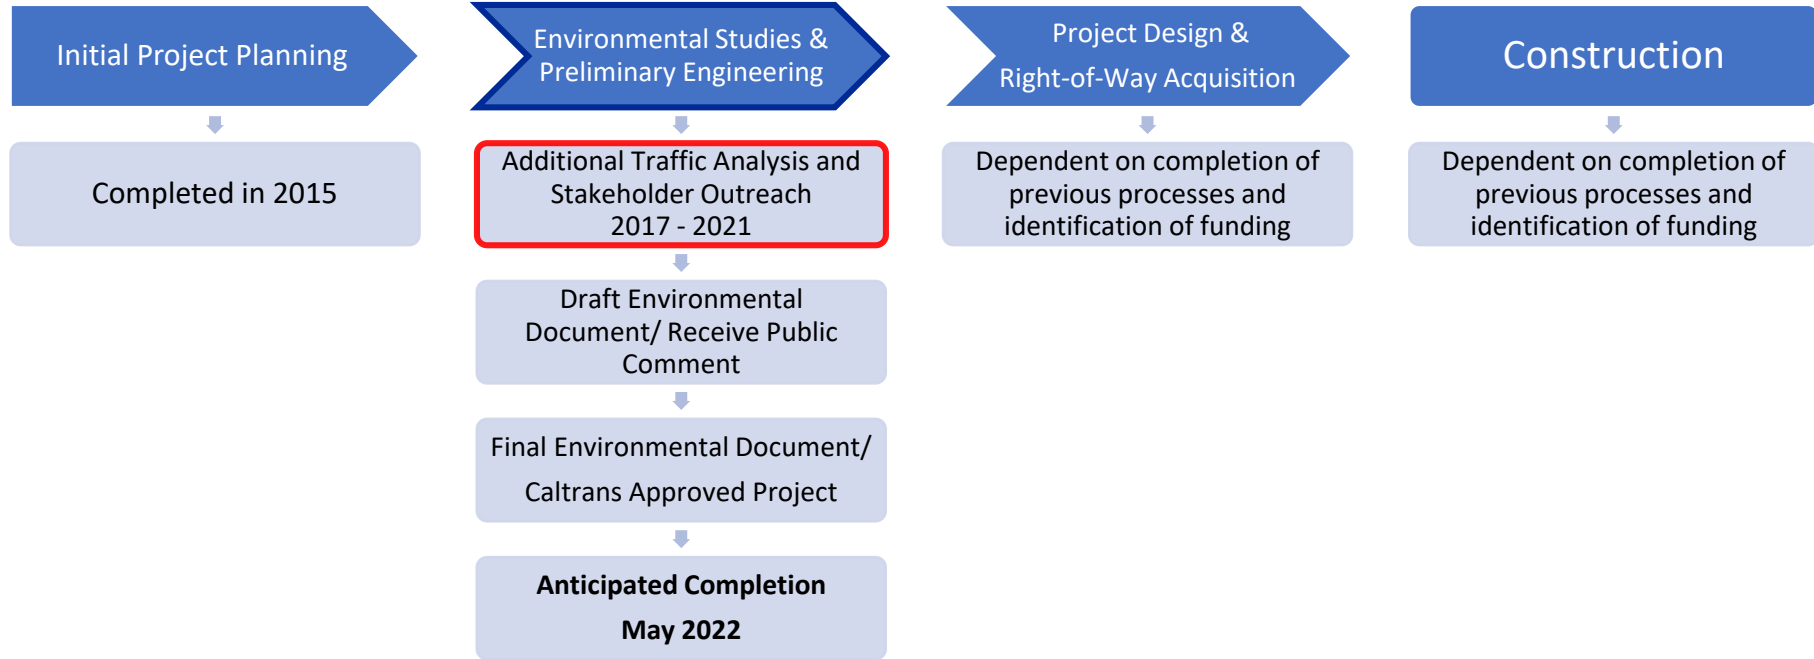 Initial Project Planning
Completed in 2015
Environmental Studies &
Preliminary Engineering
Additional Traffic Analysis and
Stakeholder Outreach
2017 - 2021
Draft Environmental
Document/ Receive Public
Comment
Final Environmental Document/
Caltrans Approved Project
Anticipated Completion
May 2022
Project Design &
Right-of-Way Acquisition
Dependent on completion of
previous processes and
identification of funding
Construction
Dependent on completion of
previous processes and
identification of funding